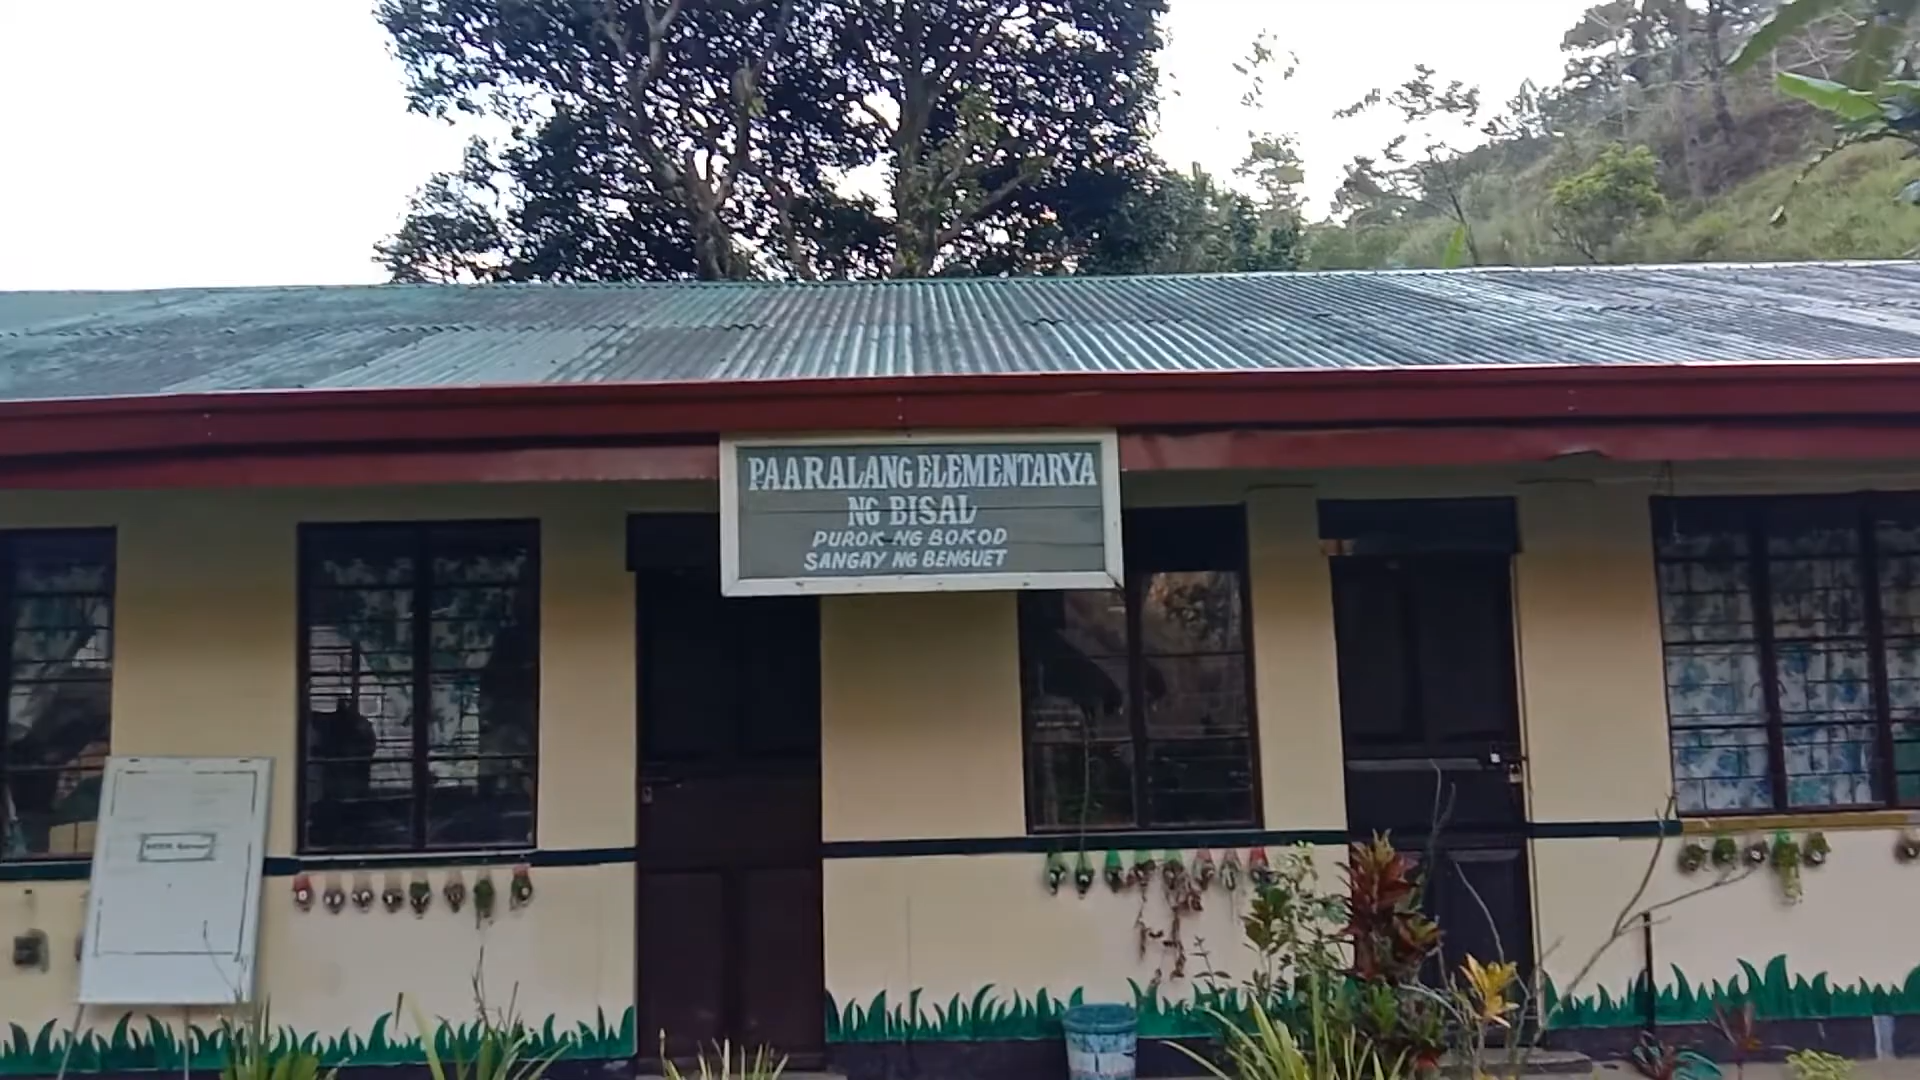 PAARALANG ELEMENTARYA
NG BISAL
PUROK NG BOKOD
SANGAY NG BENGUET